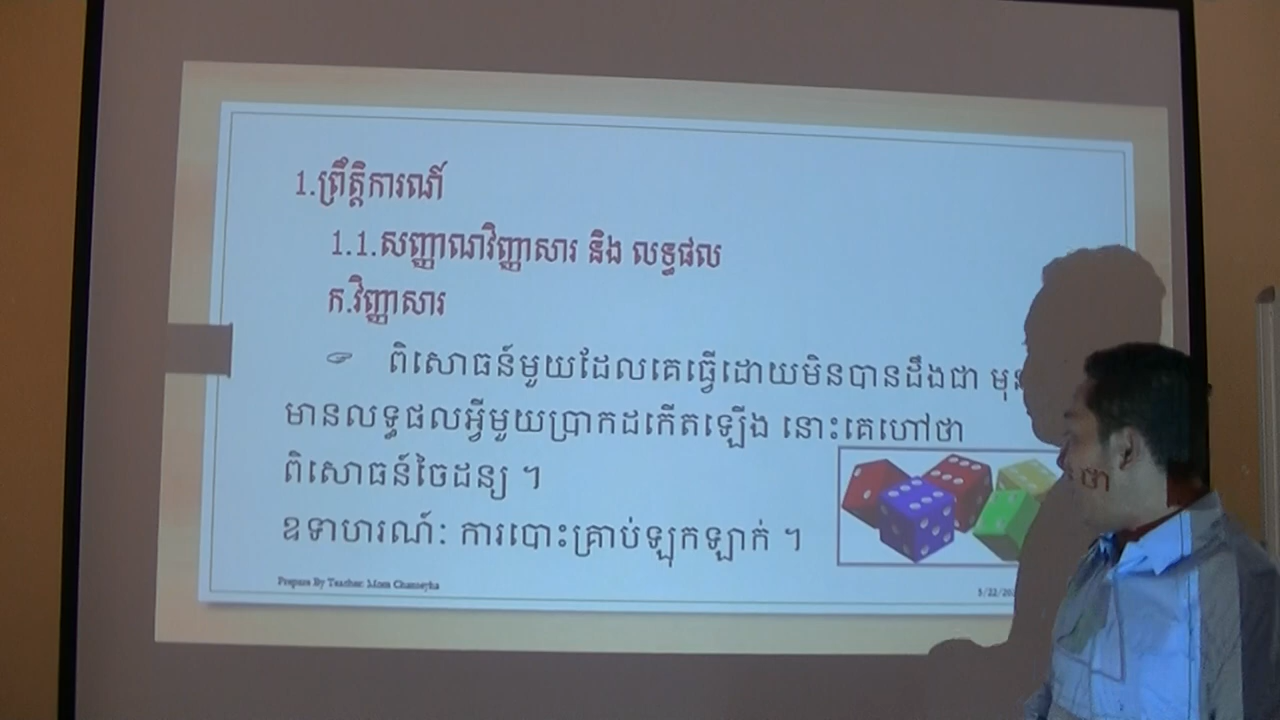 1.ព្រឹត្តិការណ៍
1.1.សញ្ញាណវិញ្ញាសារ និង លទ្ធផល
ក.វិញ្ញាសារ
ពិសោធន៍មួយដែលគេធ្វើដោយមិនបានដឹងជា មុន
ថា
មានលទ្ធផលអ្វីមួយប្រាកដកើតឡើង នោះគេហៅថា
ពិសោធន៍ចៃដន្យ ។
ឧទាហរណ៍ៈ ការបោះគ្រាប់ឡុកឡាក់ ។
Prepare By Teacher: